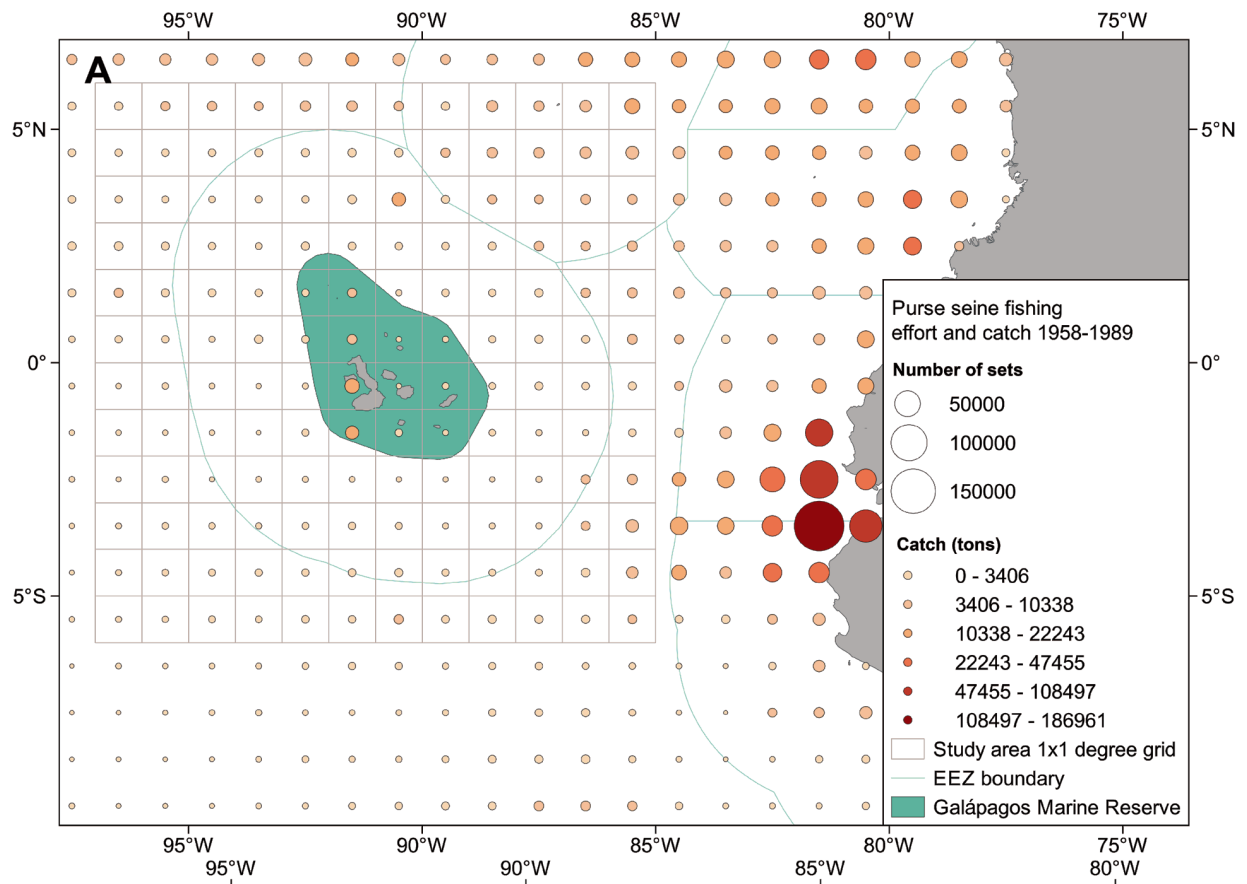 95°W 90°W 85°W 80°W 75°W
A
5°N 5°N
0° 0°
5°S 5°S
Purse seine fishing
effort and catch 1958-1989
Number of sets
50000
100000
150000
Catch (tons)
0 - 3406
3406 - 10338
10338 - 22243
22243 - 47455
47455 - 108497
108497 - 186961
Study area 1x1 degree grid
EEZ boundary
Galápagos Marine Reserve
95°W 90°W 85°W 80°W 75°W
95°W 90°W 85°W 80°W